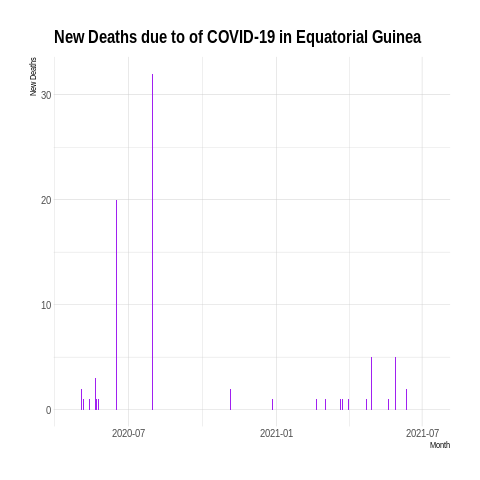 New Deaths due to of COVID-19 in Equatorial Guinea
New Deaths
30
20
10
0
2020-07 2021-01 2021-07
Month